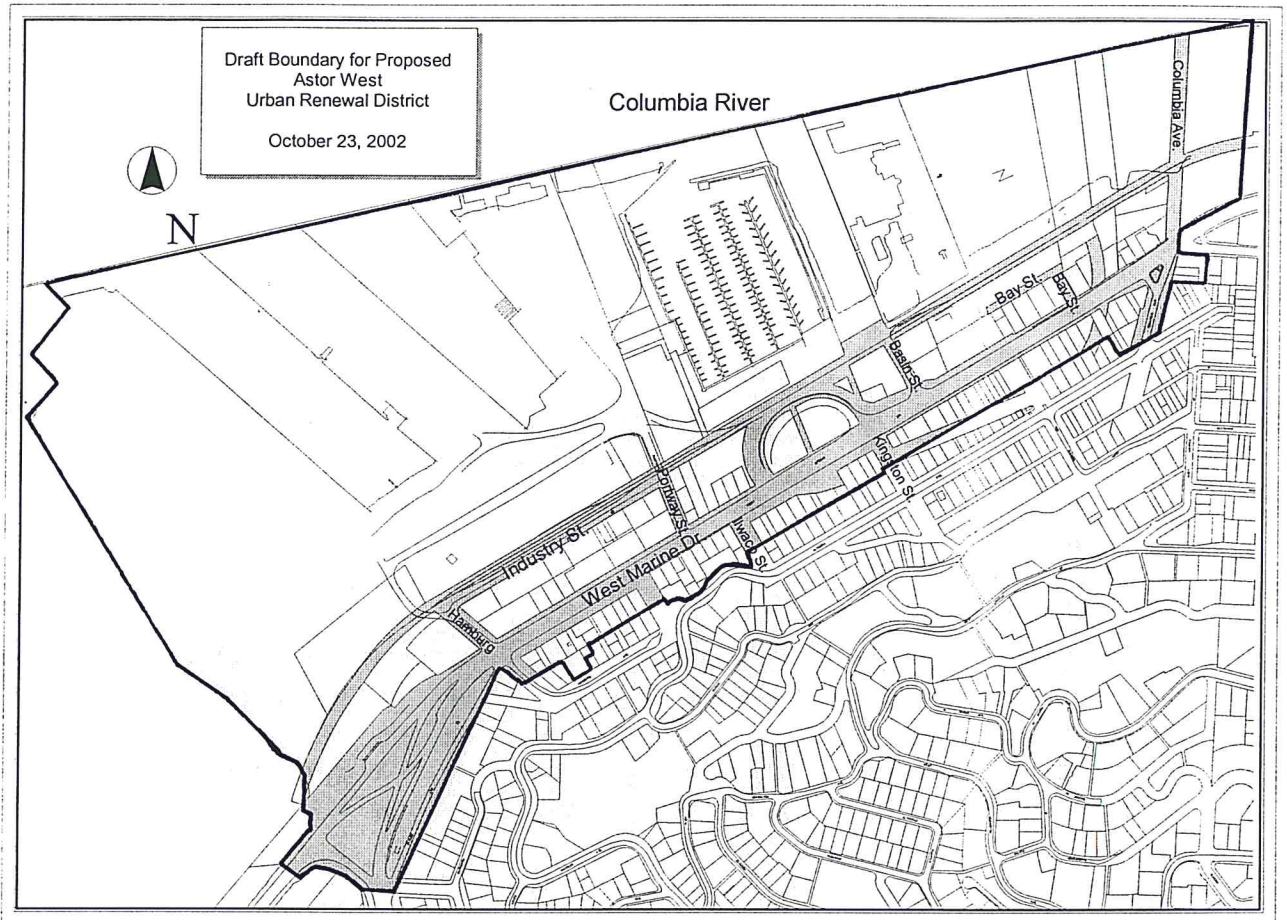 Draft Boundary for Proposed
Astor West
Urban Renewal District
October 23, 2002
Columbia River
N
Columbia Ave.
Bay St.
Bay St.
Basin St.
Kingston St.
Portway St.
Ilwaco St.
Industry St.
West Marine Dr.
Hamburg